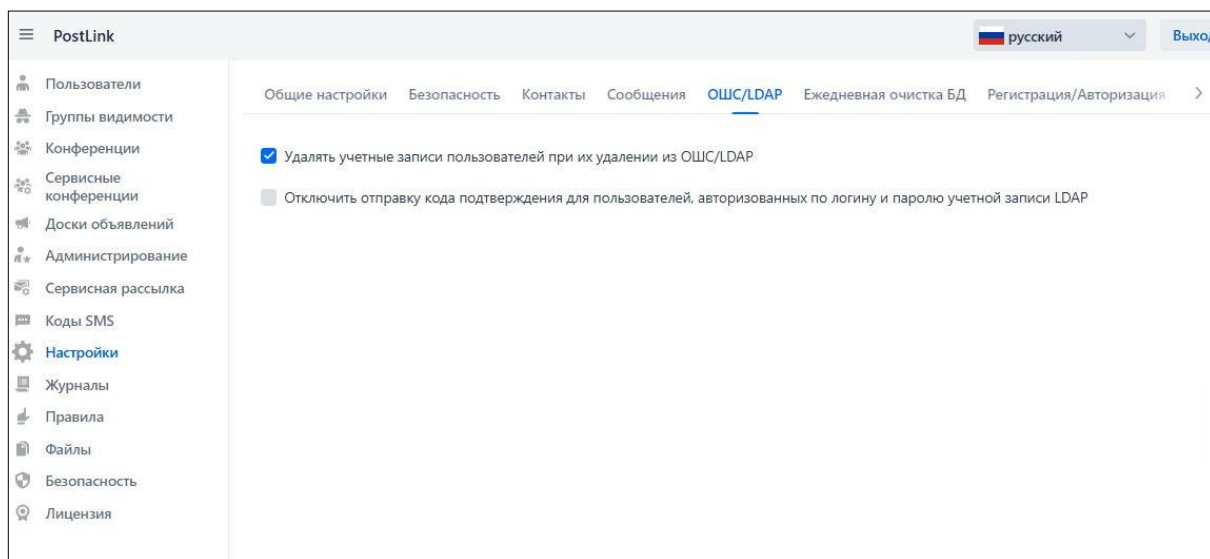 PostLink
русский
Выход
Пользователи
Группы видимости
Конференции
Сервисные
конференции
Доски объявлений
Администрирование
Сервисная рассылка
Коды SMS
Настройки
Журналы
Правила
Файлы
Безопасность
Лицензия
Общие настройки Безопасность Контакты Сообщения ОШС/LDAP Ежедневная очистка БД Регистрация/Авторизация
Удалять учетные записи пользователей при их удалении из ОШС/LDAP
Отключить отправку кода подтверждения для пользователей, авторизованных по логину и паролю учетной записи LDAP